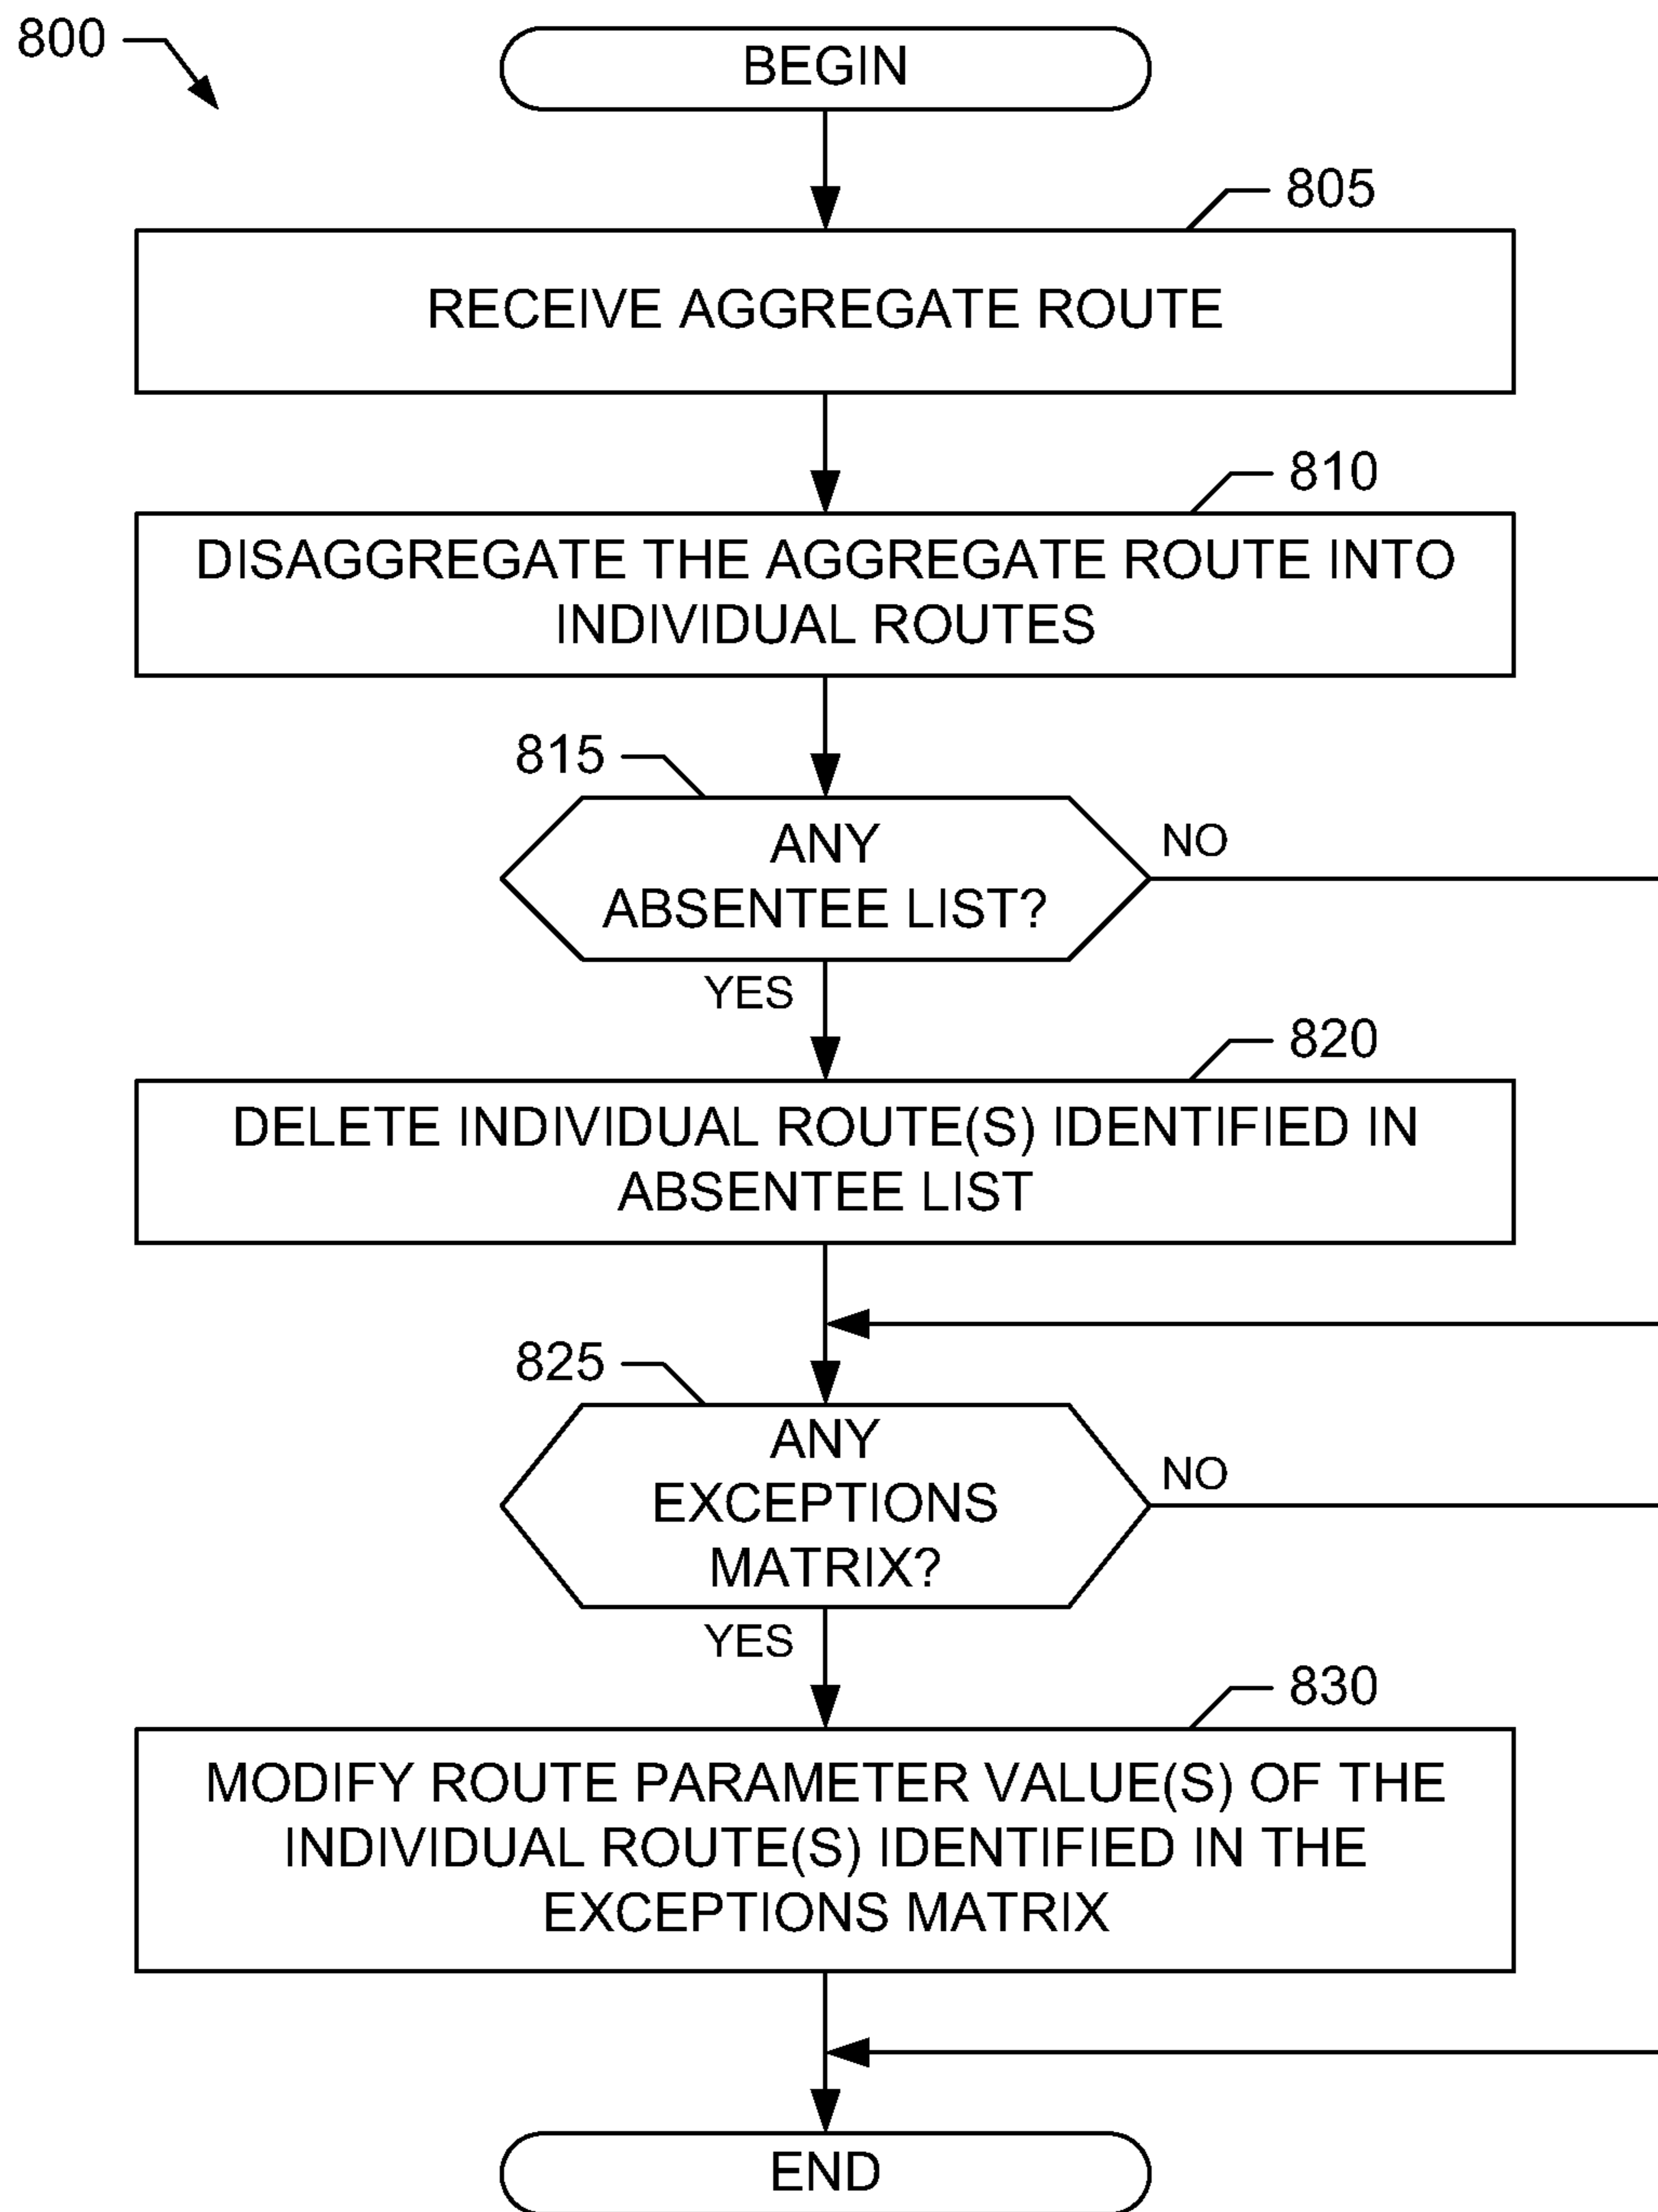 800
BEGIN
805
RECEIVE AGGREGATE ROUTE
810
DISAGGREGATE THE AGGREGATE ROUTE INTO
INDIVIDUAL ROUTES
815
ANY
ABSENTEE LIST?
NO
YES
820
DELETE INDIVIDUAL ROUTE(S) IDENTIFIED IN
ABSENTEE LIST
825
ANY
EXCEPTIONS
MATRIX?
NO
YES
830
MODIFY ROUTE PARAMETER VALUE(S) OF THE
INDIVIDUAL ROUTE(S) IDENTIFIED IN THE
EXCEPTIONS MATRIX
END